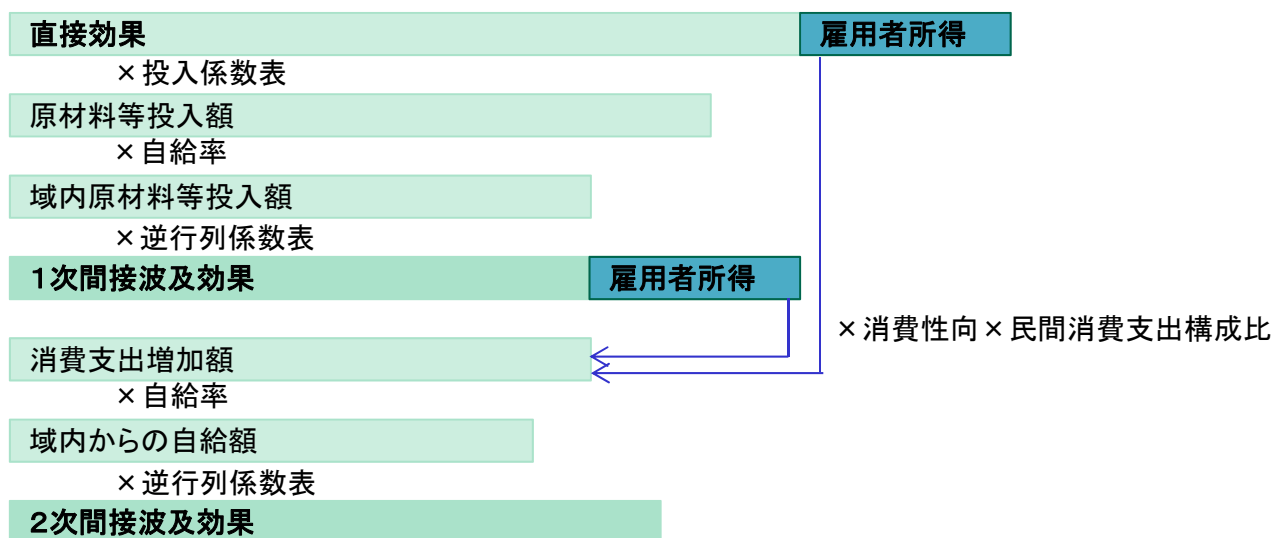 直接効果 雇用者所得
×投入係数表
原材料等投入額
×自給率
域内原材料等投入額
×逆行列係数表
1次間接波及効果 雇用者所得
×消費性向×民間消費支出構成比
消費支出増加額
×自給率
域内からの自給額
×逆行列係数表
2次間接波及効果